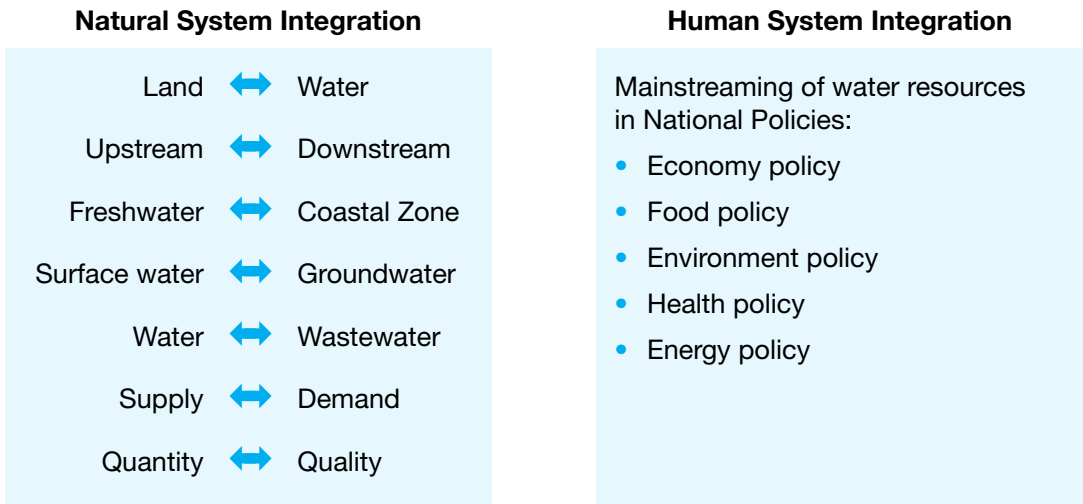 Natural System Integration
Land Water
Upstream Downstream
Freshwater Coastal Zone
Surface water Groundwater
Water Wastewater
Supply Demand
Quantity Quality
Human System Integration
Mainstreaming of water resources
in National Policies:
• Economy policy
• Food policy
• Environment policy
• Health policy
• Energy policy